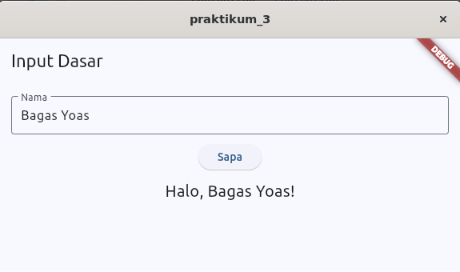 praktikum_3
×
DEBUG
Input Dasar
Nama
Bagas Yoas
Sapa
Halo, Bagas Yoas!